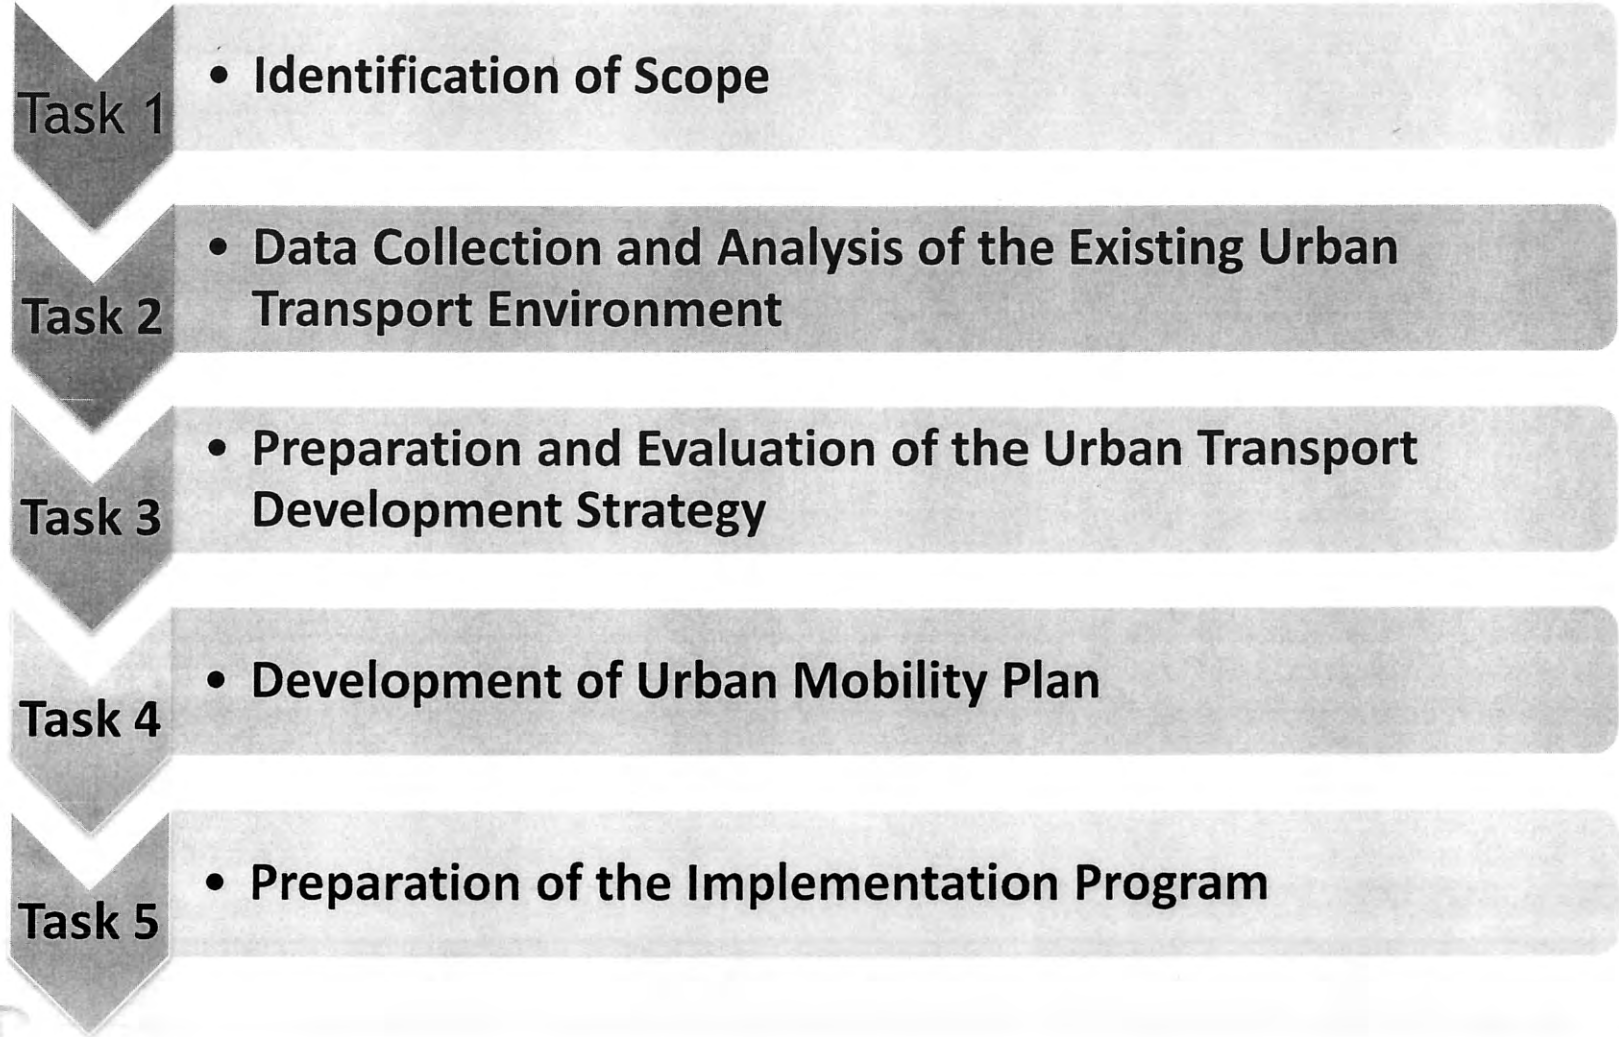 Task 1
• Identification of Scope
Task 2
• Data Collection and Analysis of the Existing Urban
Transport Environment
Task 3
• Preparation and Evaluation of the Urban Transport
Development Strategy
Task 4
• Development of Urban Mobility Plan
Task 5
• Preparation of the Implementation Program